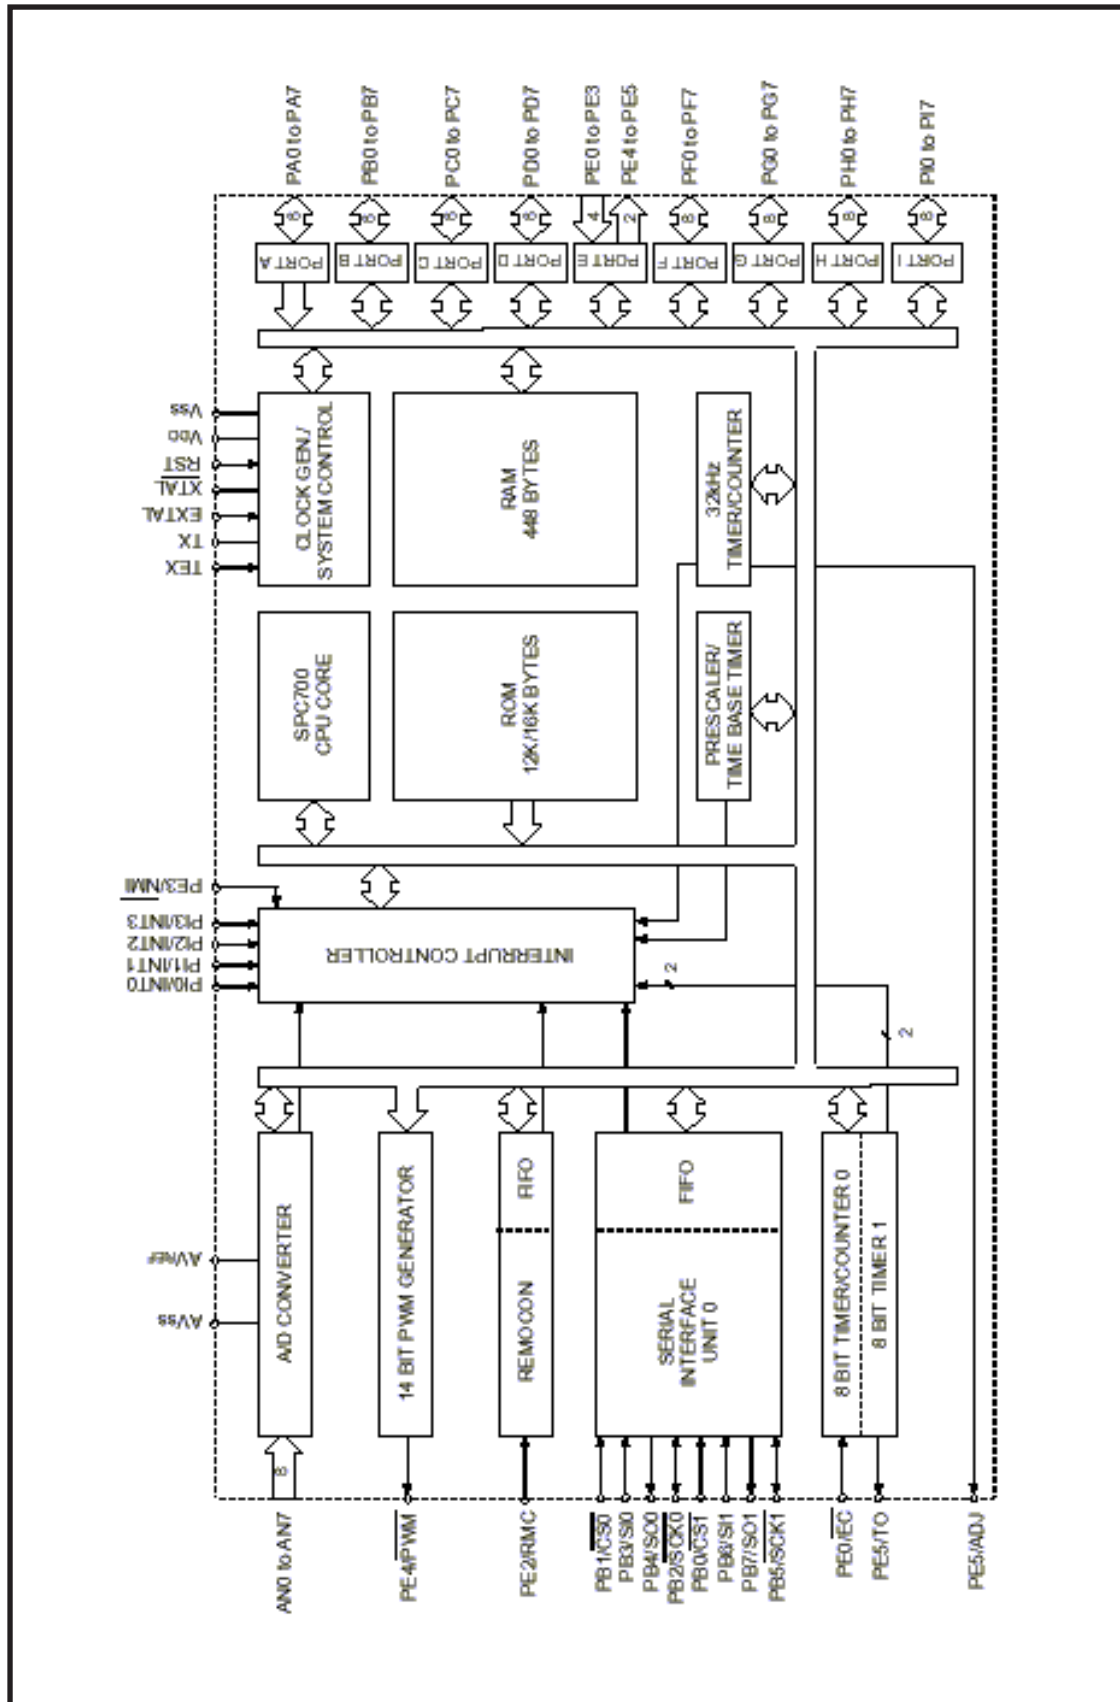 PA0 to PA7
PB0 to PB7
PC0 to PC7
PD0 to PD7
PE0 to PE3
PE4 to PE5
PF0 to PF7
PG0 to PG7
PH0 to PH7
PI0 to PI7
8
8
8
8
4
2
8
8
8
8
PORT A
PORT B
PORT C
PORT D
PORT E
PORT F
PORT G
PORT H
PORT I
Vss
VDD
RST
XTAL
EXTAL
TX
TEX
CLOCK GEN./
SYSTEM CONTROL
RAM
448 BYTES
32kHz
TIMER/COUNTER
SPC700
CPU CORE
ROM
12K/16K BYTES
PRESCALER/
TIME BASE TIMER
PE3/NMI
PI3/INT3
PI2/INT2
PI1/INT1
PI0/INT0
INTERRUPT CONTROLLER
2
2
AVREF
AVss
A/D CONVERTER
14 BIT PWM GENERATOR
REMOCON
FIFO
SERIAL
INTERFACE
UNIT 0
FIFO
8 BIT TIMER/COUNTER 0
8 BIT TIMER 1
8
AN0 to AN7
PE4/PWM
PE2/RMC
PB1/CS0
PB3/SI0
PB4/SO0
PB2/SCK0
PB0/CS1
PB6/SI1
PB7/SO1
PB5/SCK1
PE0/EC
PE5/TO
PE5/ADJ